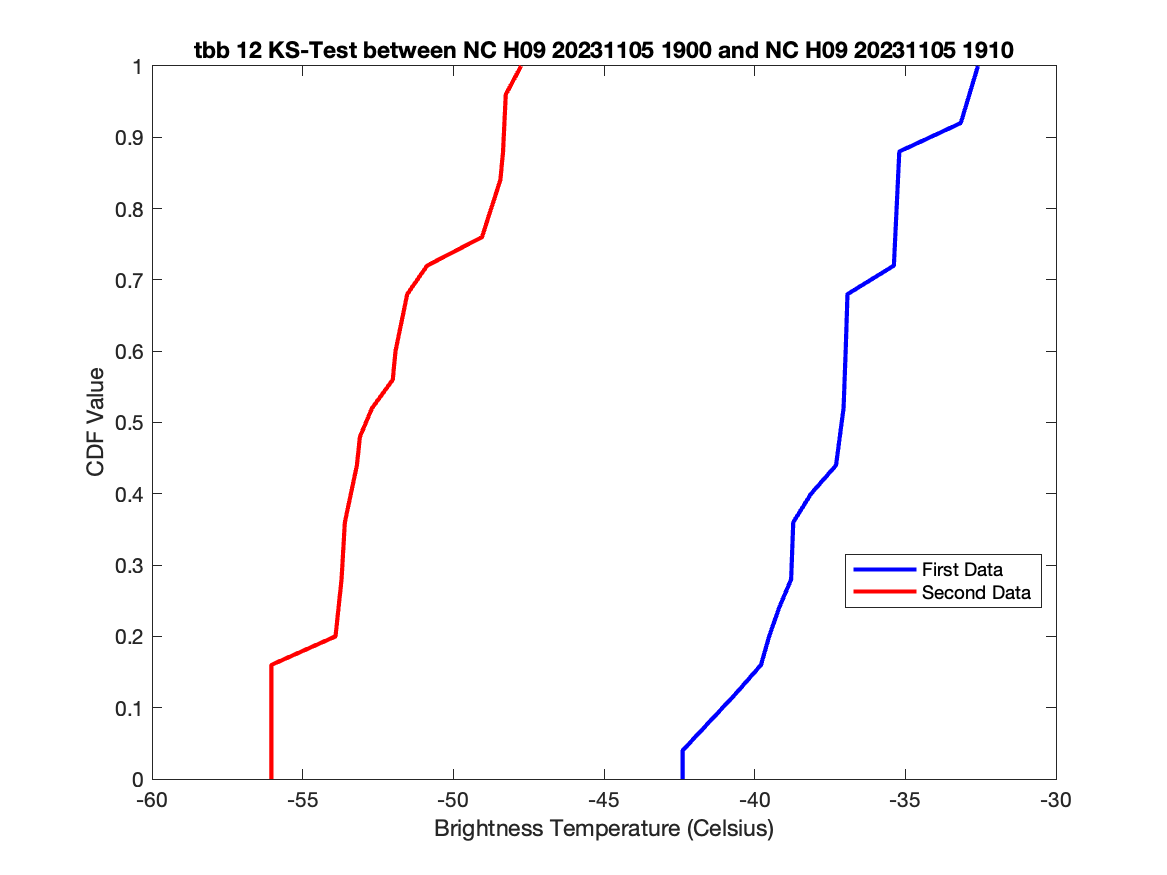 tbb 12 KS-Test between NC H09 20231105 1900 and NC H09 20231105 1910
1
0.9
0.8
0.7
0.6
0.5
0.4
0.3
0.2
0.1
0
CDF Value
First Data
Second Data
-60 -55 -50 -45 -40 -35 -30
Brightness Temperature (Celsius)